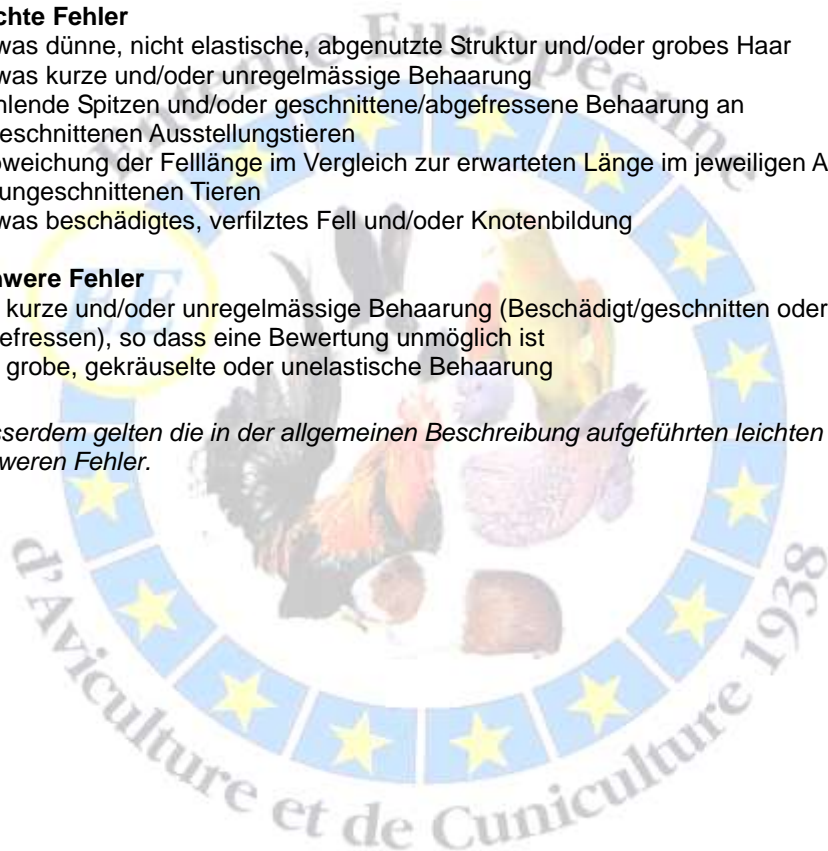 chte Fehler
was dünne, nicht elastische, abgenutzte Struktur und/oder grobes Haar
was kurze und/oder unregelmässige Behaarung
hlende Spitzen und/oder geschnittene/abgefressene Behaarung an
eschnittenen Ausstellungstieren
bweichung der Felllänge im Vergleich zur erwarteten Länge im jeweiligen A
ungeschnittenen Tieren
was beschädigtes, verfilztes Fell und/oder Knotenbildung
were Fehler
kurze und/oder unregelmässige Behaarung (Beschädigt/geschnitten oder
efressen), so dass eine Bewertung unmöglich ist
grobe, gekräuselte oder unelastische Behaarung
sserdem gelten die in der allgemeinen Beschreibung aufgeführten leichten
weren Fehler.
Entente Européenne
EE
d'Aviculture et de Cuniculture 1938